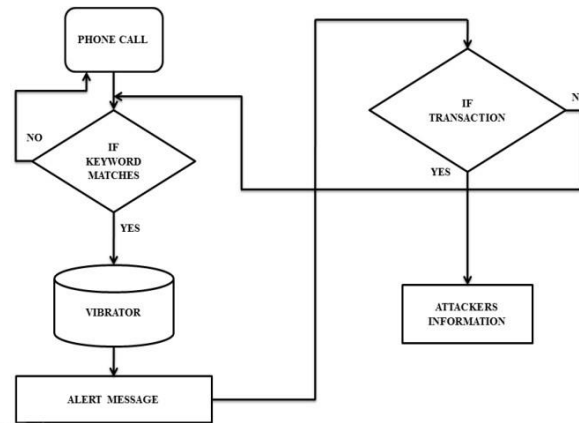 PHONE CALL
NO
IF
KEYWORD
MATCHES
YES
VIBRATOR
ALERT MESSAGE
IF
TRANSACTION
N
YES
ATTACKERS
INFORMATION